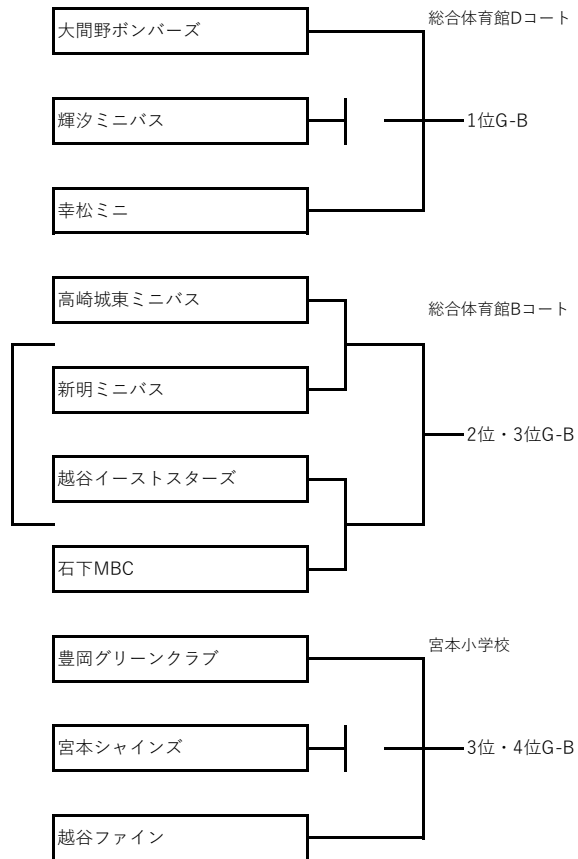 大間野ボンバーズ
総合体育館Dコート
輝汐ミニバス
1位G-B
幸松ミニ
高崎城東ミニバス
総合体育館Bコート
新明ミニバス
2位・3位G-B
越谷イーストスターズ
石下MBC
豊岡グリーンクラブ
宮本小学校
宮本シャインズ
3位・4位G-B
越谷ファイン